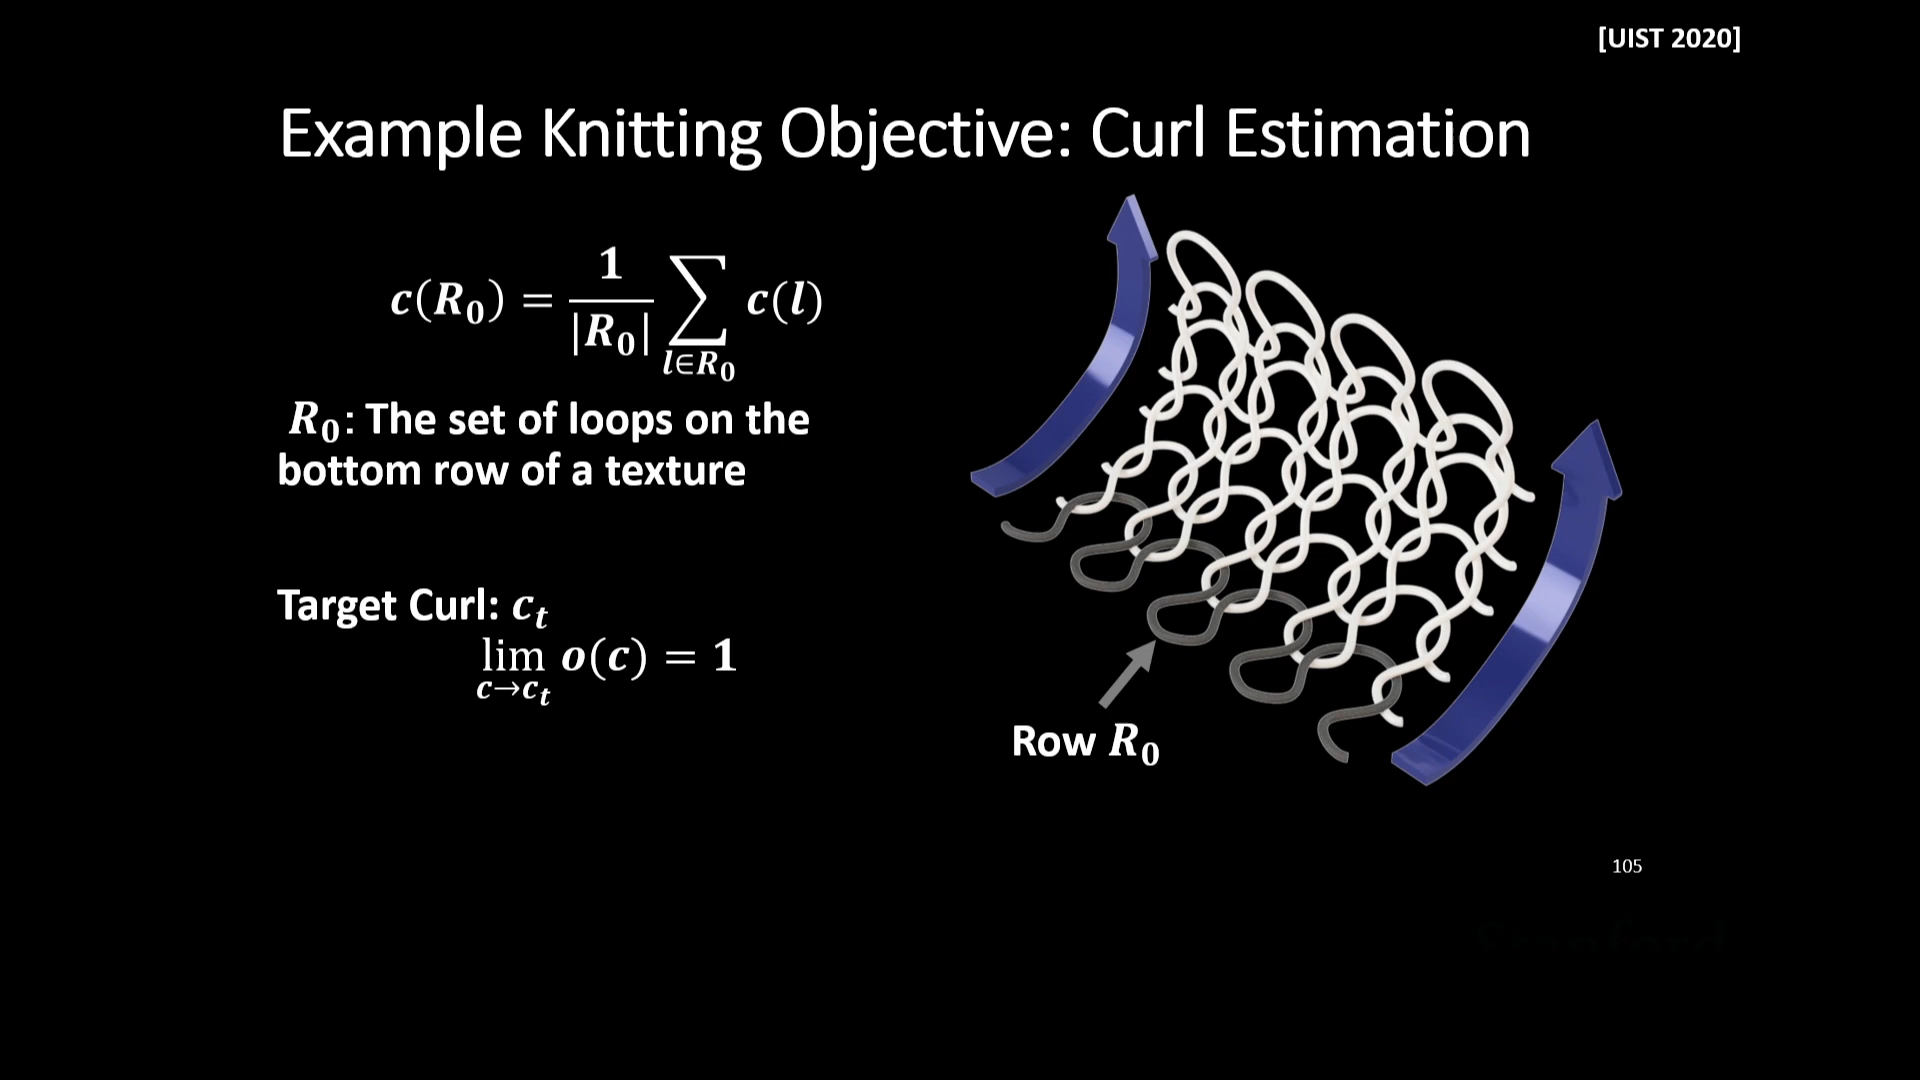 [UIST 2020]
Example Knitting Objective: Curl Estimation
c(R₀) = 1/|R₀| ∑_{l∈R₀} c(l)
R₀: The set of loops on the
bottom row of a texture
Target Curl: cₜ
lim_{c→cₜ} o(c) = 1
Row R₀
105